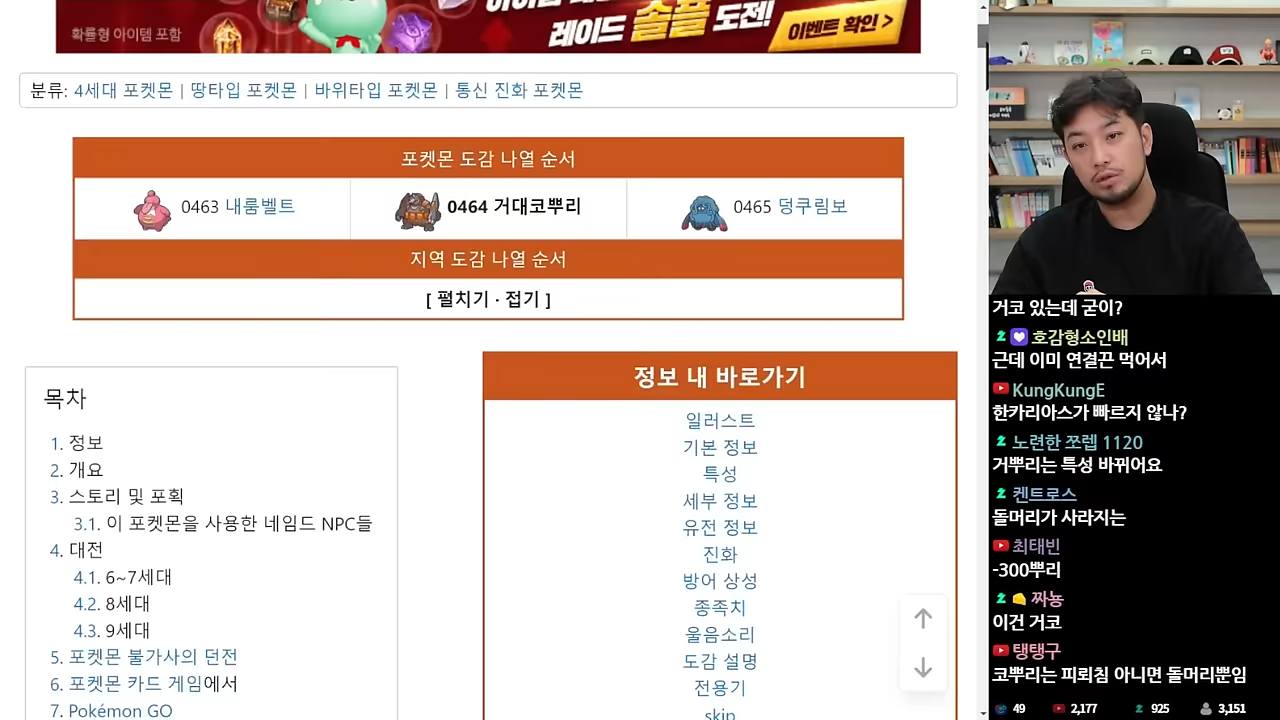 확률형 아이템 포함
레이드 솔플 도전!
이벤트 확인 >
분류: 4세대 포켓몬 | 땅타입 포켓몬 | 바위타입 포켓몬 | 통신 진화 포켓몬
포켓몬 도감 나열 순서
0463 내룸벨트
0464 거대코뿌리
0465 덩쿠림보
지역 도감 나열 순서
[ 펼치기 · 접기 ]
목차
1. 정보
2. 개요
3. 스토리 및 포획
3.1. 이 포켓몬을 사용한 네임드 NPC들
4. 대전
4.1. 6~7세대
4.2. 8세대
4.3. 9세대
5. 포켓몬 불가사의 던전
6. 포켓몬 카드 게임에서
7. Pokémon GO
정보 내 바로가기
일러스트
기본 정보
특성
세부 정보
유전 정보
진화
방어 상성
종족치
울음소리
도감 설명
전용기
skip
거코 있는데 굳이?
호감형소인배
근데 이미 연결끈 먹어서
KungKungE
한카리아스가 빠르지 않나?
노련한 쪼렙 1120
거뿌리는 특성 바뀌어요
켄트로스
돌머리가 사라지는
최태빈
-300뿌리
짜뇽
이건 거코
탱탱구
코뿌리는 피뢰침 아니면 돌머리뿐임
49 2,177 925 3,151